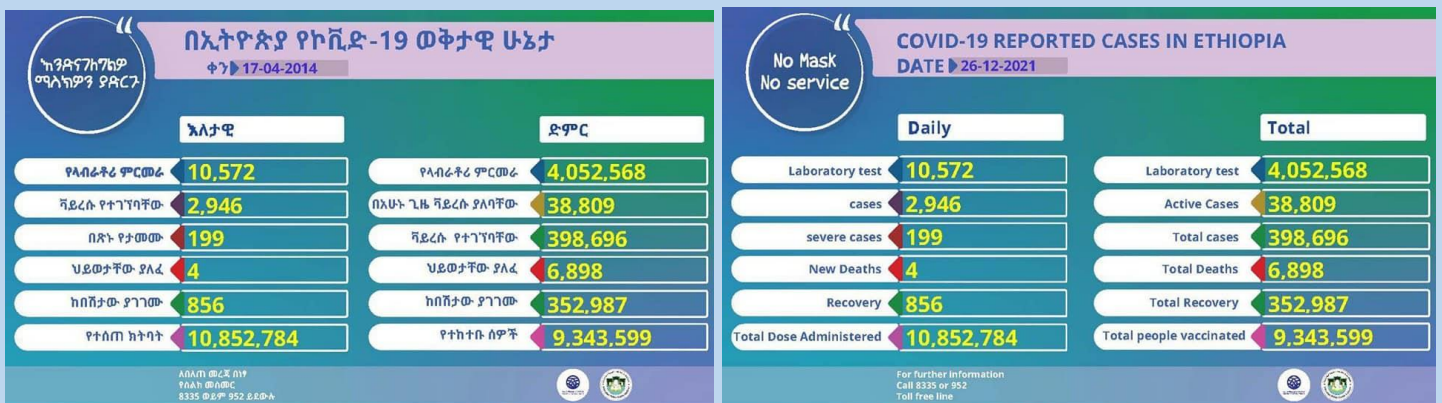 እንድናገለግልዎ
ማስክዎን ያድርጉ
በኢትዮጵያ የኮቪድ-19 ወቅታዊ ሁኔታ
ቀን 17-04-2014
እለታዊ
ድምር
የላብራቶሪ ምርመራ 10,572
የላብራቶሪ ምርመራ 4,052,568
ቫይረሱ የተገኘባቸው 2,946
በአሁኑ ጊዜ ቫይረሱ ያለባቸው 38,809
በጽኑ የታመሙ 199
ቫይረሱ የተገኘባቸው 398,696
ህይወታቸው ያለፈ 4
ህይወታቸው ያለፈ 6,898
ከበሽታው ያገገሙ 856
ከበሽታው ያገገሙ 352,987
የተሰጠ ክትባት 10,852,784
የተከተቡ ሰዎች 9,343,599
ለበለጠ መረጃ በነፃ
የስልክ መስመር
8335 ወይም 952 ይደውሉ
No Mask
No service
COVID-19 REPORTED CASES IN ETHIOPIA
DATE 26-12-2021
Daily
Total
Laboratory test 10,572
Laboratory test 4,052,568
cases 2,946
Active Cases 38,809
severe cases 199
Total cases 398,696
New Deaths 4
Total Deaths 6,898
Recovery 856
Total Recovery 352,987
Total Dose Administered 10,852,784
Total people vaccinated 9,343,599
For further information
Call 8335 or 952
Toll free line